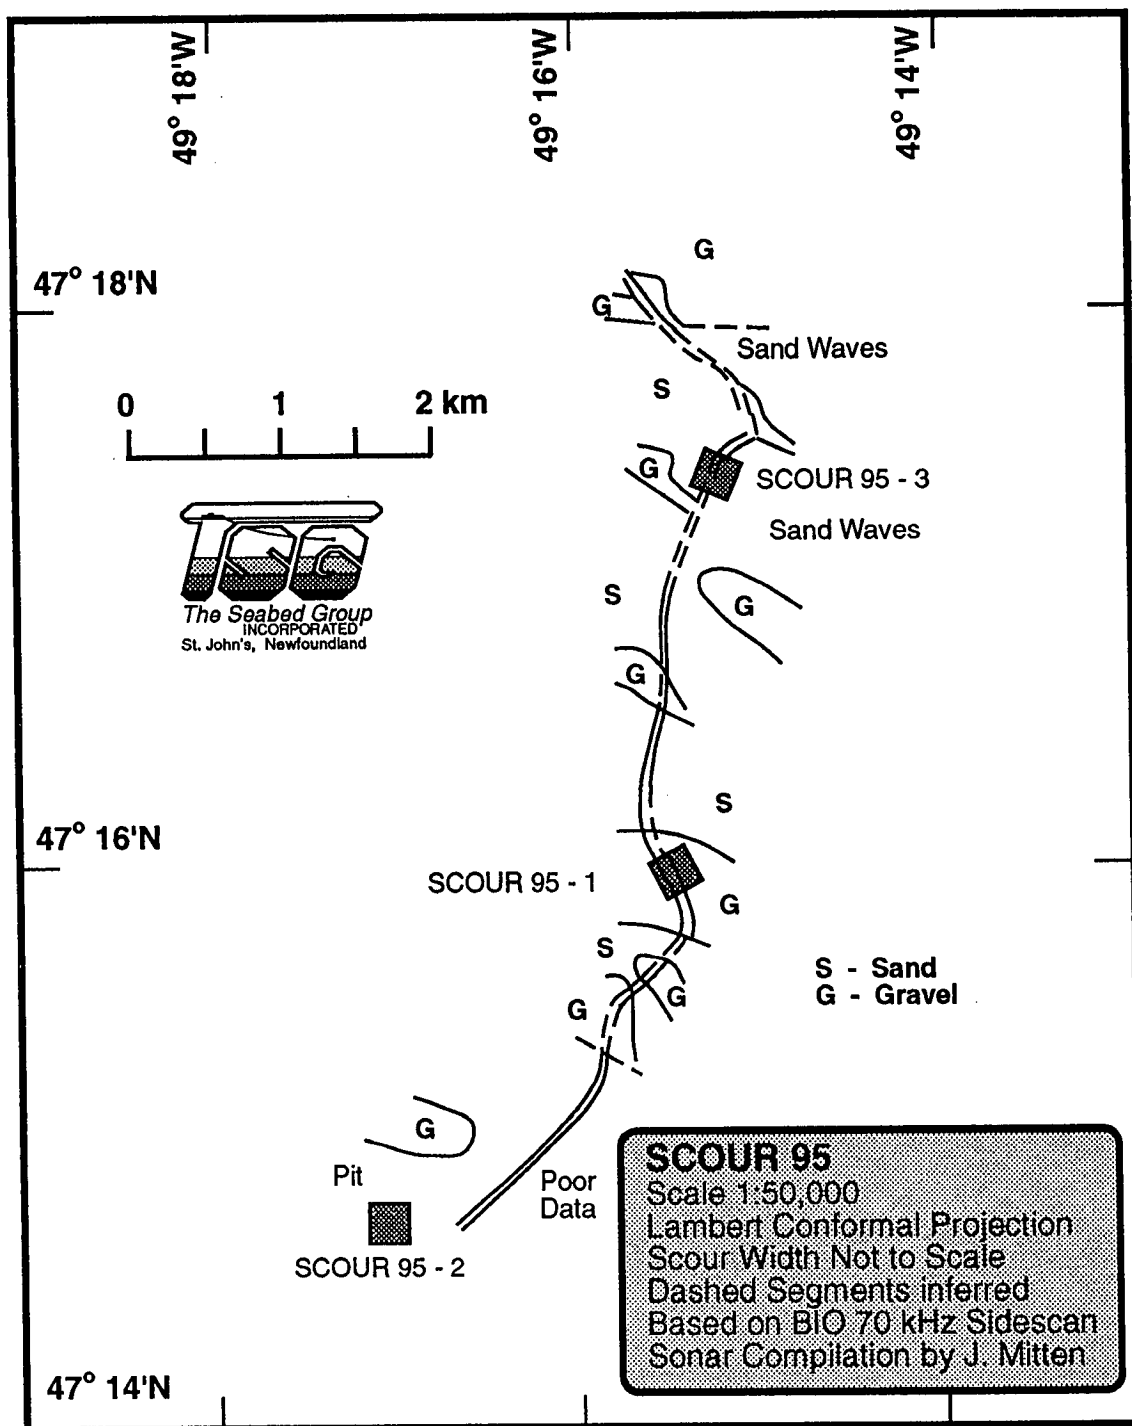 49° 18'W
49° 16'W
49° 14'W
G
47° 18'N
G
Sand Waves
S
0 1 2 km
G
SCOUR 95 - 3
Sand Waves
S
G
The Seabed Group
INCORPORATED
St. John's, Newfoundland
G
S
47° 16'N
SCOUR 95 - 1
G
S
S - Sand
G - Gravel
G
G
G
Pit
Poor
Data
SCOUR 95 - 2
SCOUR 95
Scale 1:50,000
Lambert Conformal Projection
Scour Width Not to Scale
Dashed Segments inferred
Based on BIO 70 kHz Sidescan
Sonar Compilation by J. Mitten
47° 14'N